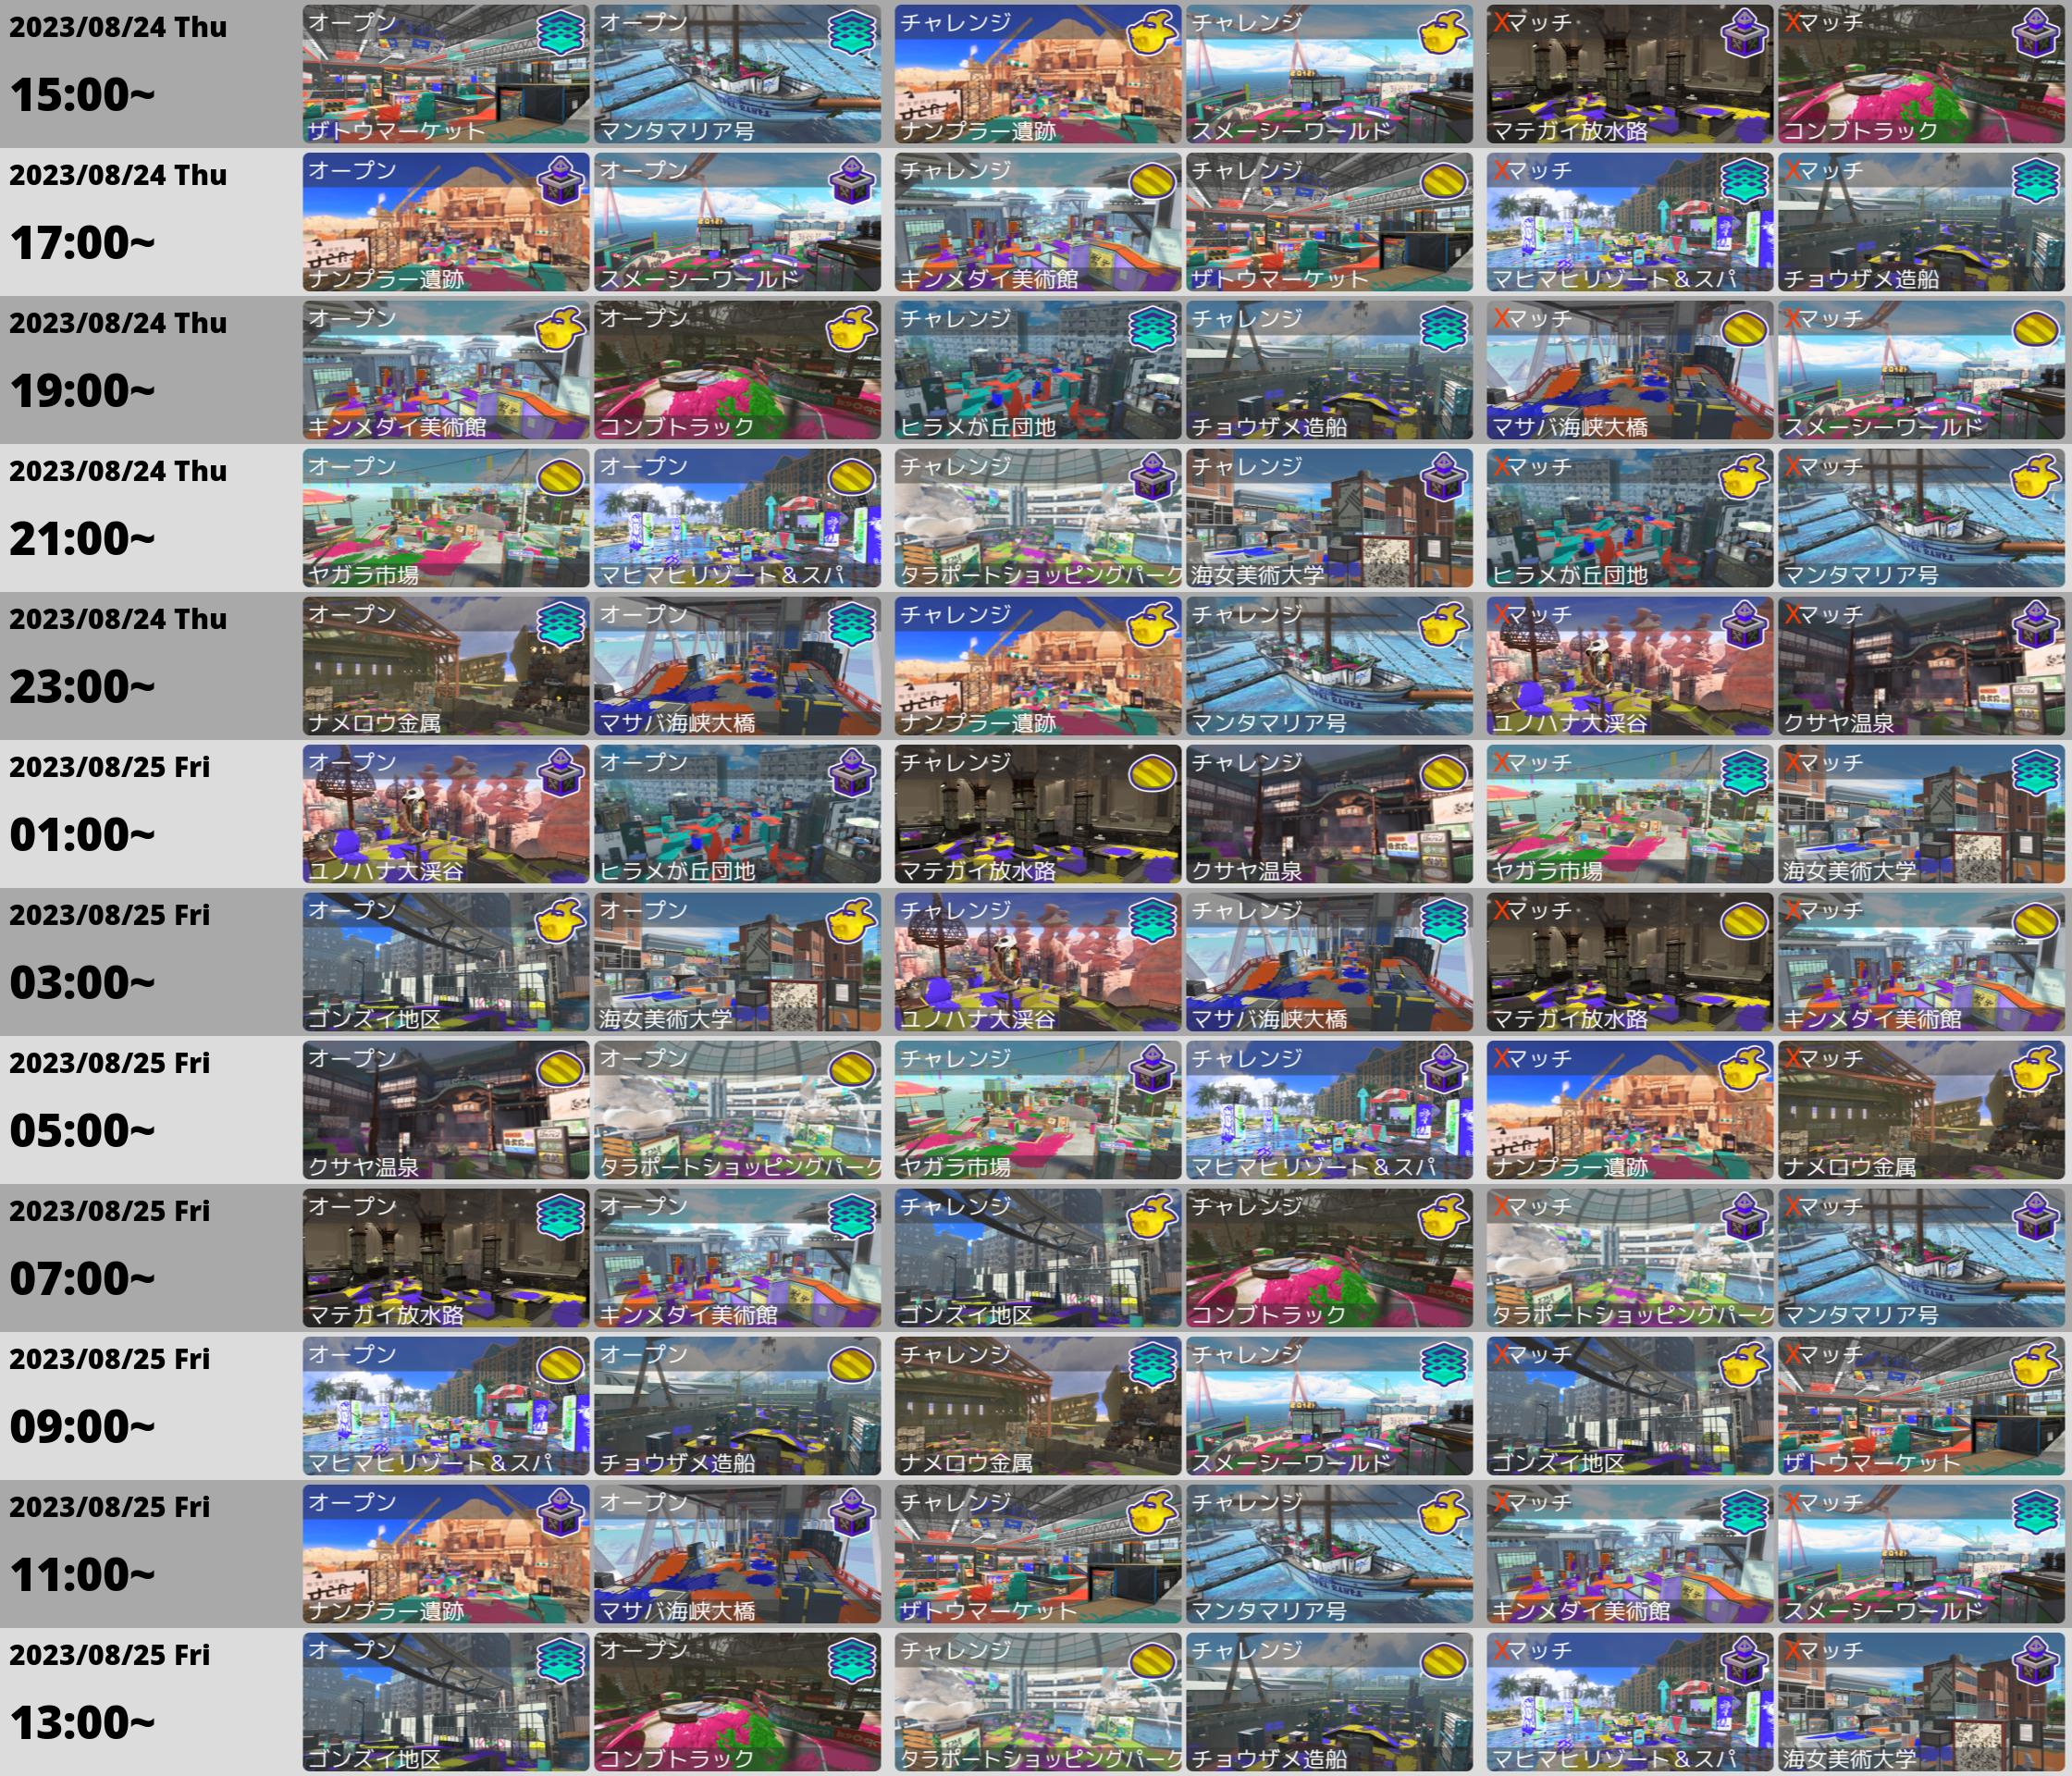 2023/08/24 Thu
15:00~
オープン
ザトウマーケット
オープン
マンタマリア号
チャレンジ
ナンプラー遺跡
チャレンジ
スメーシーワールド
Xマッチ
マテガイ放水路
Xマッチ
コンブトラック
2023/08/24 Thu
17:00~
オープン
ナンプラー遺跡
オープン
スメーシーワールド
チャレンジ
キンメダイ美術館
チャレンジ
ザトウマーケット
Xマッチ
マヒマヒリゾート＆スパ
Xマッチ
チョウザメ造船
2023/08/24 Thu
19:00~
オープン
キンメダイ美術館
オープン
コンブトラック
チャレンジ
ヒラメが丘団地
チャレンジ
チョウザメ造船
Xマッチ
マサバ海峡大橋
Xマッチ
スメーシーワールド
2023/08/24 Thu
21:00~
オープン
ヤガラ市場
オープン
マヒマヒリゾート＆スパ
チャレンジ
タラポートショッピングパーク
チャレンジ
海女美術大学
Xマッチ
ヒラメが丘団地
Xマッチ
マンタマリア号
2023/08/24 Thu
23:00~
オープン
ナメロウ金属
オープン
マサバ海峡大橋
チャレンジ
ナンプラー遺跡
チャレンジ
マンタマリア号
Xマッチ
ユノハナ大渓谷
Xマッチ
クサヤ温泉
2023/08/25 Fri
01:00~
オープン
ユノハナ大渓谷
オープン
ヒラメが丘団地
チャレンジ
マテガイ放水路
チャレンジ
クサヤ温泉
Xマッチ
ヤガラ市場
Xマッチ
海女美術大学
2023/08/25 Fri
03:00~
オープン
ゴンズイ地区
オープン
海女美術大学
チャレンジ
ユノハナ大渓谷
チャレンジ
マサバ海峡大橋
Xマッチ
マテガイ放水路
Xマッチ
キンメダイ美術館
2023/08/25 Fri
05:00~
オープン
クサヤ温泉
オープン
タラポートショッピングパーク
チャレンジ
ヤガラ市場
チャレンジ
マヒマヒリゾート＆スパ
Xマッチ
ナンプラー遺跡
Xマッチ
ナメロウ金属
2023/08/25 Fri
07:00~
オープン
マテガイ放水路
オープン
キンメダイ美術館
チャレンジ
ゴンズイ地区
チャレンジ
コンブトラック
Xマッチ
タラポートショッピングパーク
Xマッチ
マンタマリア号
2023/08/25 Fri
09:00~
オープン
マヒマヒリゾート＆スパ
オープン
チョウザメ造船
チャレンジ
ナメロウ金属
チャレンジ
スメーシーワールド
Xマッチ
ゴンズイ地区
Xマッチ
ザトウマーケット
2023/08/25 Fri
11:00~
オープン
ナンプラー遺跡
オープン
マサバ海峡大橋
チャレンジ
ザトウマーケット
チャレンジ
マンタマリア号
Xマッチ
キンメダイ美術館
Xマッチ
スメーシーワールド
2023/08/25 Fri
13:00~
オープン
ゴンズイ地区
オープン
コンブトラック
チャレンジ
タラポートショッピングパーク
チャレンジ
チョウザメ造船
Xマッチ
マヒマヒリゾート＆スパ
Xマッチ
海女美術大学